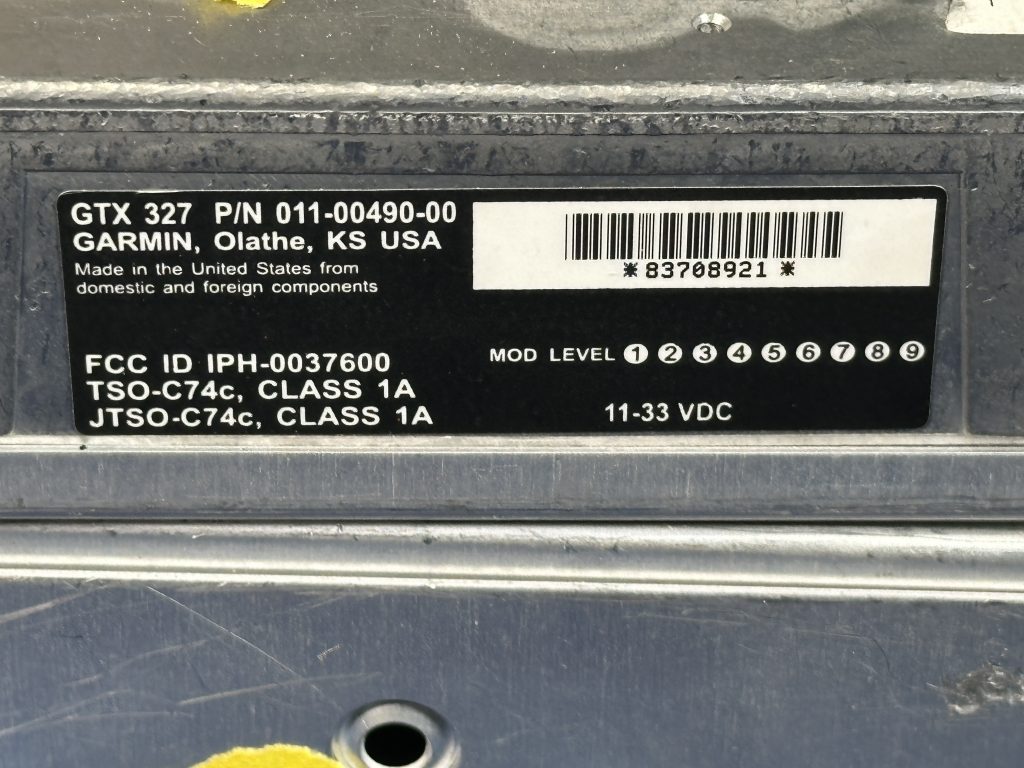 GTX 327 P/N 011-00490-00
GARMIN, Olathe, KS USA
Made in the United States from
domestic and foreign components
*83708921*
FCC ID IPH-0037600
TSO-C74c, CLASS 1A
JTSO-C74c, CLASS 1A
MOD LEVEL 1 2 3 4 5 6 7 8 9
11-33 VDC